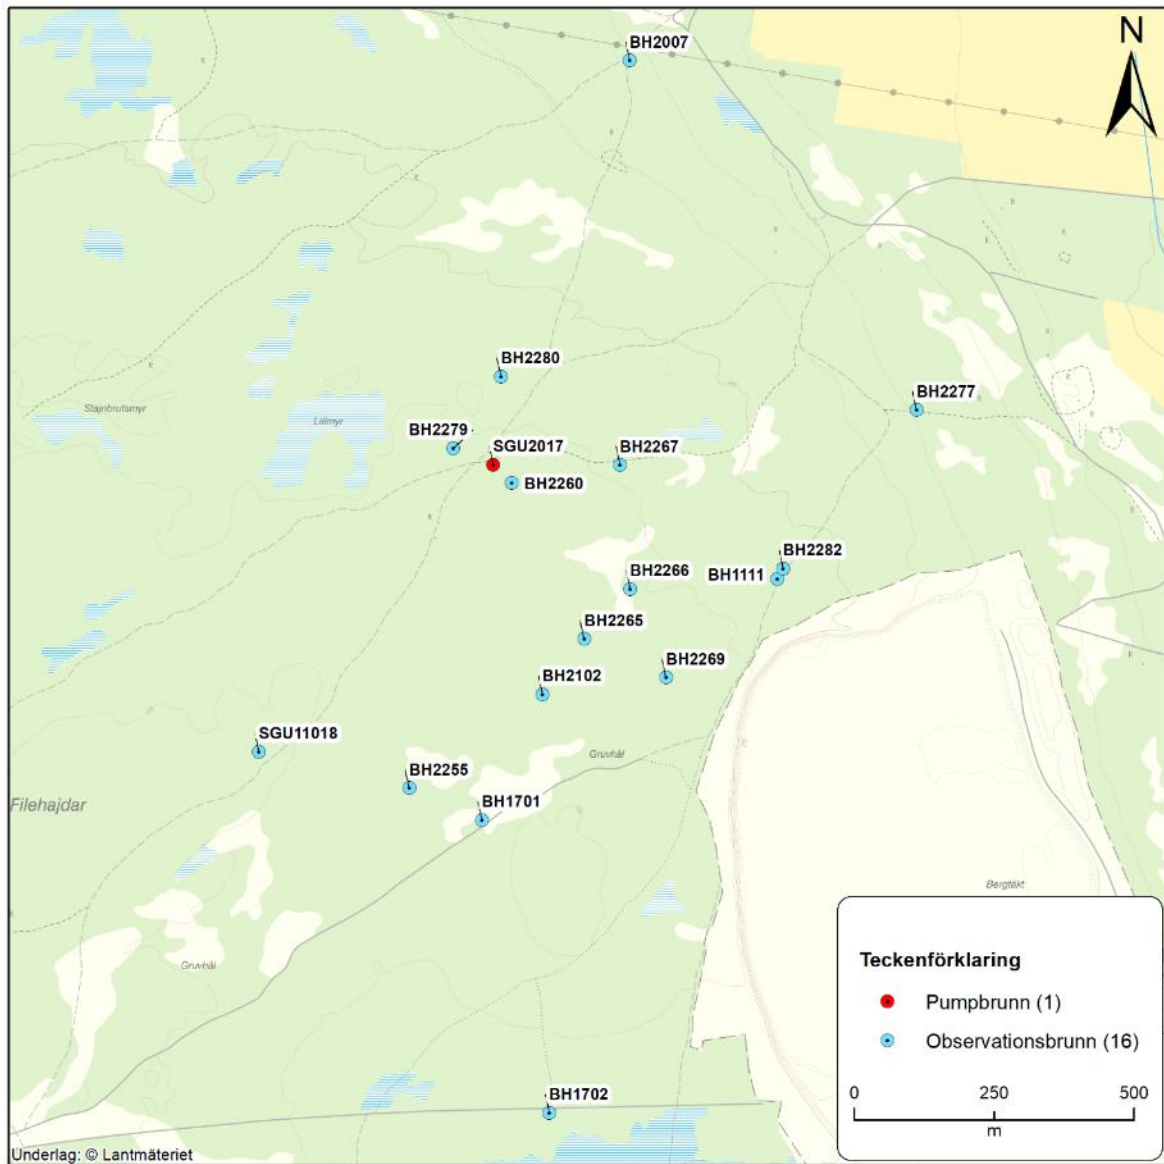 BH2007
N
BH2280
BH2277
Stajnbrutsmyr
Lillmyr
BH2279
SGU2017
BH2267
BH2260
BH2282
BH2266
BH1111
BH2265
BH2269
BH2102
SGU11018
Gruvhål
BH2255
Filehajdar
BH1701
Bergtäkt
Gruvhål
Teckenförklaring
Pumpbrunn (1)
Observationsbrunn (16)
0 250 500
m
BH1702
Underlag: © Lantmäteriet